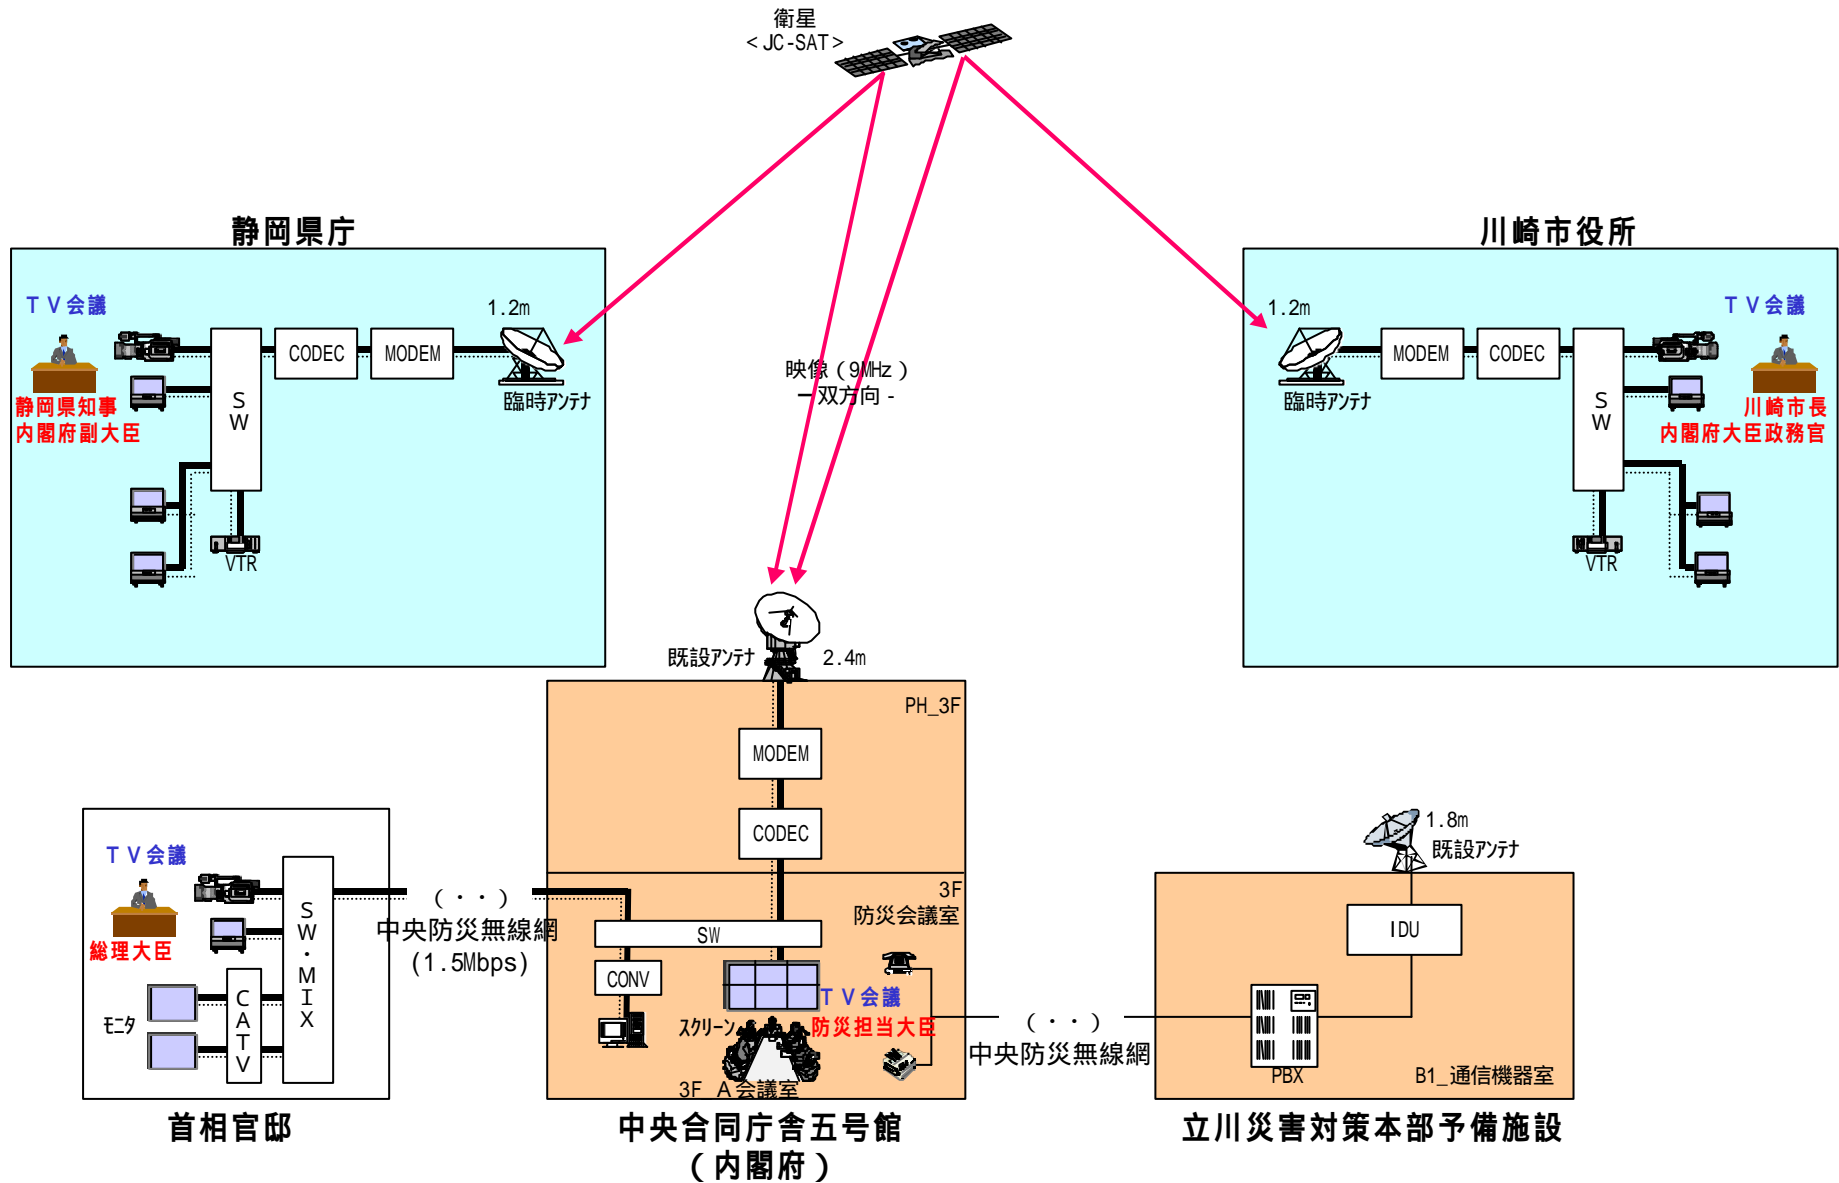 衛星
<JC-SAT>
静岡県庁
川崎市役所
ＴＶ会議
静岡県知事
内閣府副大臣
SW
CODEC
MODEM
1.2m
臨時ｱﾝﾃﾅ
VTR
映像(9MHz)
－双方向-
1.2m
臨時ｱﾝﾃﾅ
MODEM
CODEC
SW
ＴＶ会議
川崎市長
内閣府大臣政務官
VTR
既設ｱﾝﾃﾅ
2.4m
PH_3F
MODEM
CODEC
3F
防災会議室
SW
CONV
ｽｸﾘｰﾝ
ＴＶ会議
防災担当大臣
3F A会議室
中央合同庁舎五号館
(内閣府)
ＴＶ会議
総理大臣
SW・MIX
CATV
ﾓﾆﾀ
首相官邸
(・・)
中央防災無線網
(1.5Mbps)
(・・)
中央防災無線網
1.8m
既設ｱﾝﾃﾅ
IDU
PBX
B1_通信機器室
立川災害対策本部予備施設